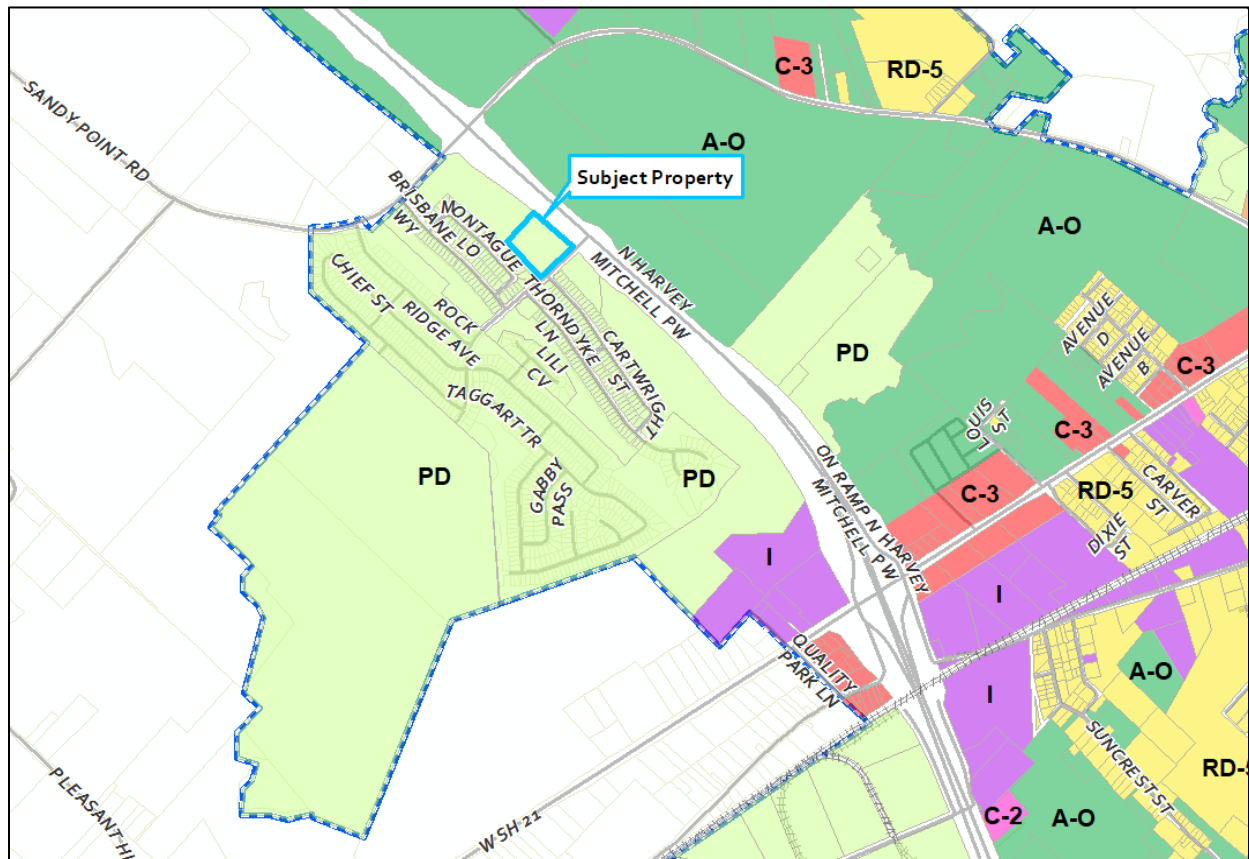 C-3
RD-5
SANDY POINT RD
A-O
Subject Property
BRISBANE
WY
MONTAGUE
LO
N HARVEY
MITCHELL PW
A-O
CHIEF ST
ROCK
RIDGE AVE
THORNDYKE
LN
CARTWRIGHT
ST
LILI
CV
PD
AVENUE
D
AVENUE
B
C-3
TAGGART TR
LOUIS
ST
C-3
ON RAMP N HARVEY
MITCHELL PW
PD
GABBY
PASS
PD
C-3
RD-5
CARVER
ST
DIXIE
ST
I
I
QUALITY
PARK LN
A-O
I
SUNCREST ST
RD-5
PLEASANT HI
W SH 21
C-2
A-O